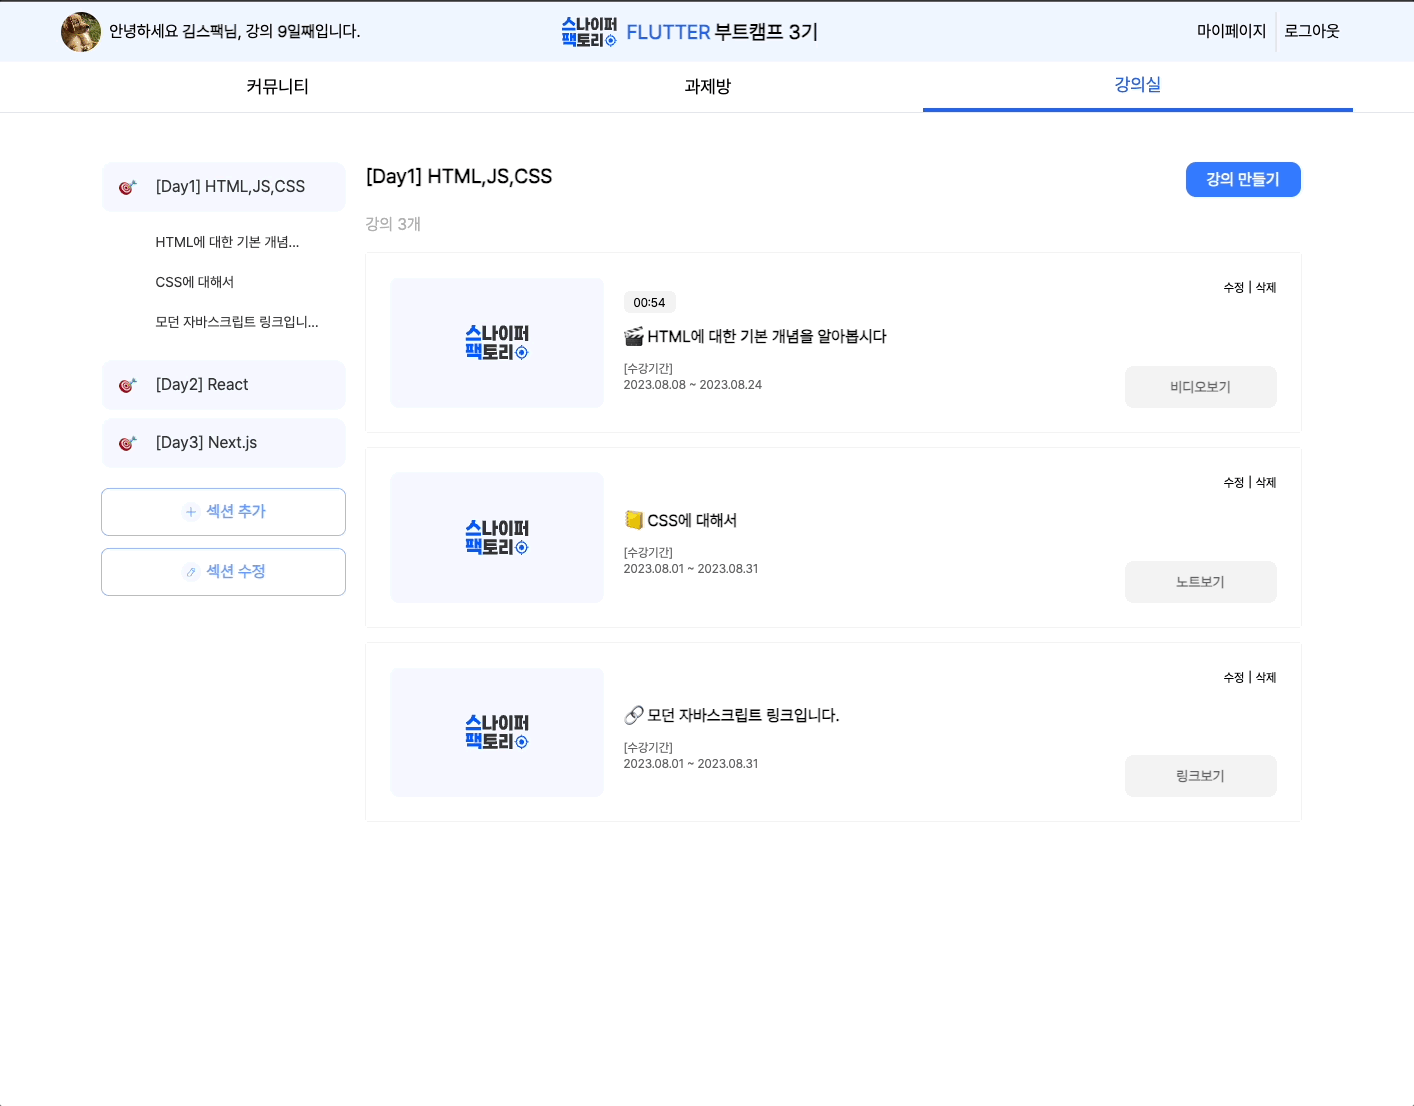 안녕하세요 김스팩님, 강의 9일째입니다.
스나이퍼
팩토리
FLUTTER 부트캠프 3기
마이페이지
로그아웃
커뮤니티
과제방
강의실
[Day1] HTML,JS,CSS
HTML에 대한 기본 개념...
CSS에 대해서
모던 자바스크립트 링크입니...
[Day2] React
[Day3] Next.js
섹션 추가
섹션 수정
[Day1] HTML,JS,CSS
강의 만들기
강의 3개
스나이퍼
팩토리
00:54
HTML에 대한 기본 개념을 알아봅시다
[수강기간]
2023.08.08 ~ 2023.08.24
수정 | 삭제
비디오보기
스나이퍼
팩토리
CSS에 대해서
[수강기간]
2023.08.01 ~ 2023.08.31
수정 | 삭제
노트보기
스나이퍼
팩토리
모던 자바스크립트 링크입니다.
[수강기간]
2023.08.01 ~ 2023.08.31
수정 | 삭제
링크보기